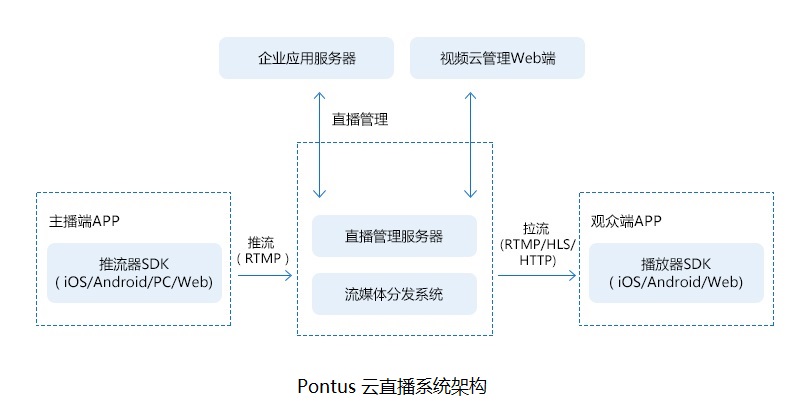 企业应用服务器
视频云管理Web端
直播管理
主播端APP
推流器SDK
( iOS/Android/PC/Web)
推流
( RTMP )
直播管理服务器
流媒体分发系统
拉流
(RTMP/HLS/
HTTP)
观众端APP
播放器SDK
( iOS/Android/Web)
Pontus 云直播系统架构